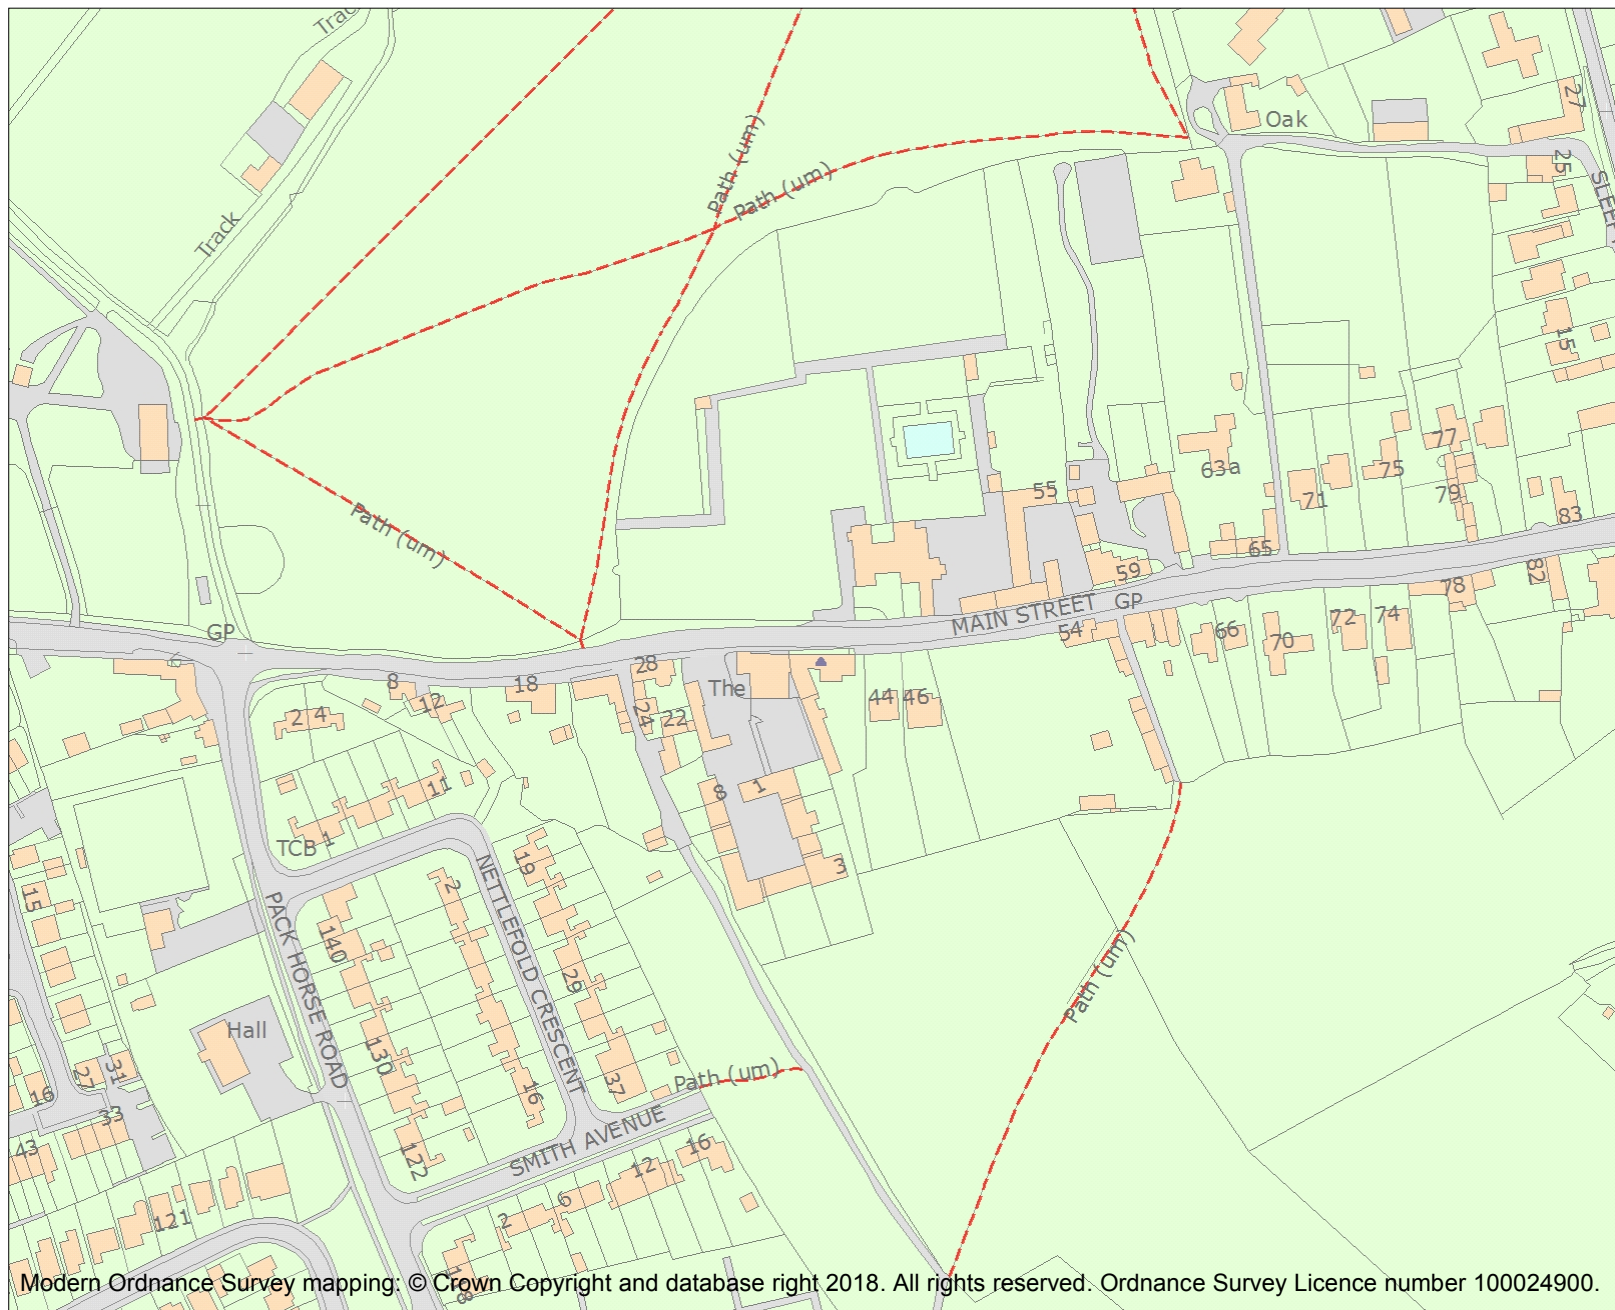 Trac
Oak
27
25
SLEEP
Path (um)
Path (um)
Track
15
77
63a
75
55
71
79
83
Path (um)
65
59
82
78
GP
MAIN STREET
GP
54
66
72
74
70
28
8
18
The
12
2
4
24
22
44
46
11
8
1
TCB
1
3
19
2
15
NETTLEFOLD CRESCENT
PACK HORSE ROAD
140
29
Path (um)
Hall
130
31
27
37
Path (um)
16
16
33
SMITH AVENUE
43
122
16
12
6
2
121
118
Modern Ordnance Survey mapping: © Crown Copyright and database right 2018. All rights reserved. Ordnance Survey Licence number 100024900.